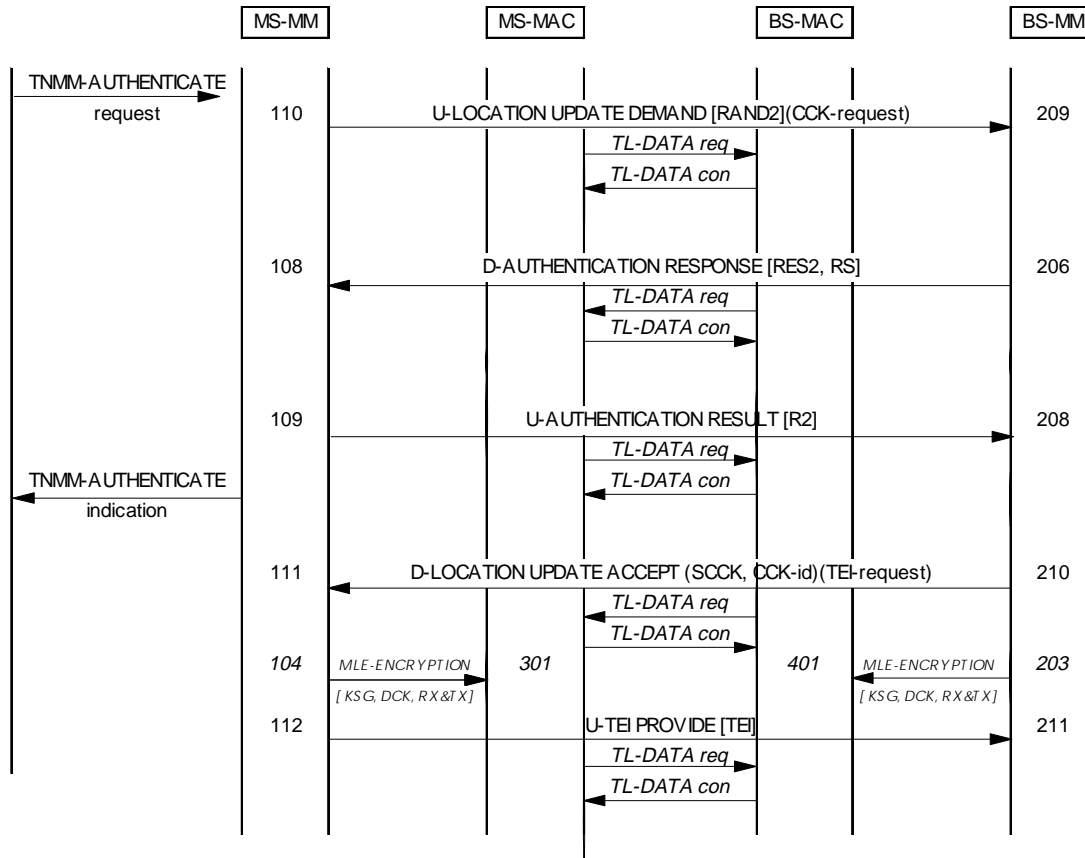 MS-MM MS-MAC BS-MAC BS-MM
TNMM-AUTHENTICATE
request
110 U-LOCATION UPDATE DEMAND [RAND2](CCK-request) 209
TL-DATA req
TL-DATA con
108 D-AUTHENTICATION RESPONSE [RES2, RS] 206
TL-DATA req
TL-DATA con
109 U-AUTHENTICATION RESULT [R2] 208
TL-DATA req
TNMM-AUTHENTICATE
TL-DATA con
indication
111 D-LOCATION UPDATE ACCEPT (SCCK, CCK-id)(TEI-request) 210
TL-DATA req
TL-DATA con
104 MLE-ENCRYPTION 301 401 MLE-ENCRYPTION 203
[KSG, DCK, RX&TX] [KSG, DCK, RX&TX]
112 U-TEI PROVIDE [TEI] 211
TL-DATA req
TL-DATA con